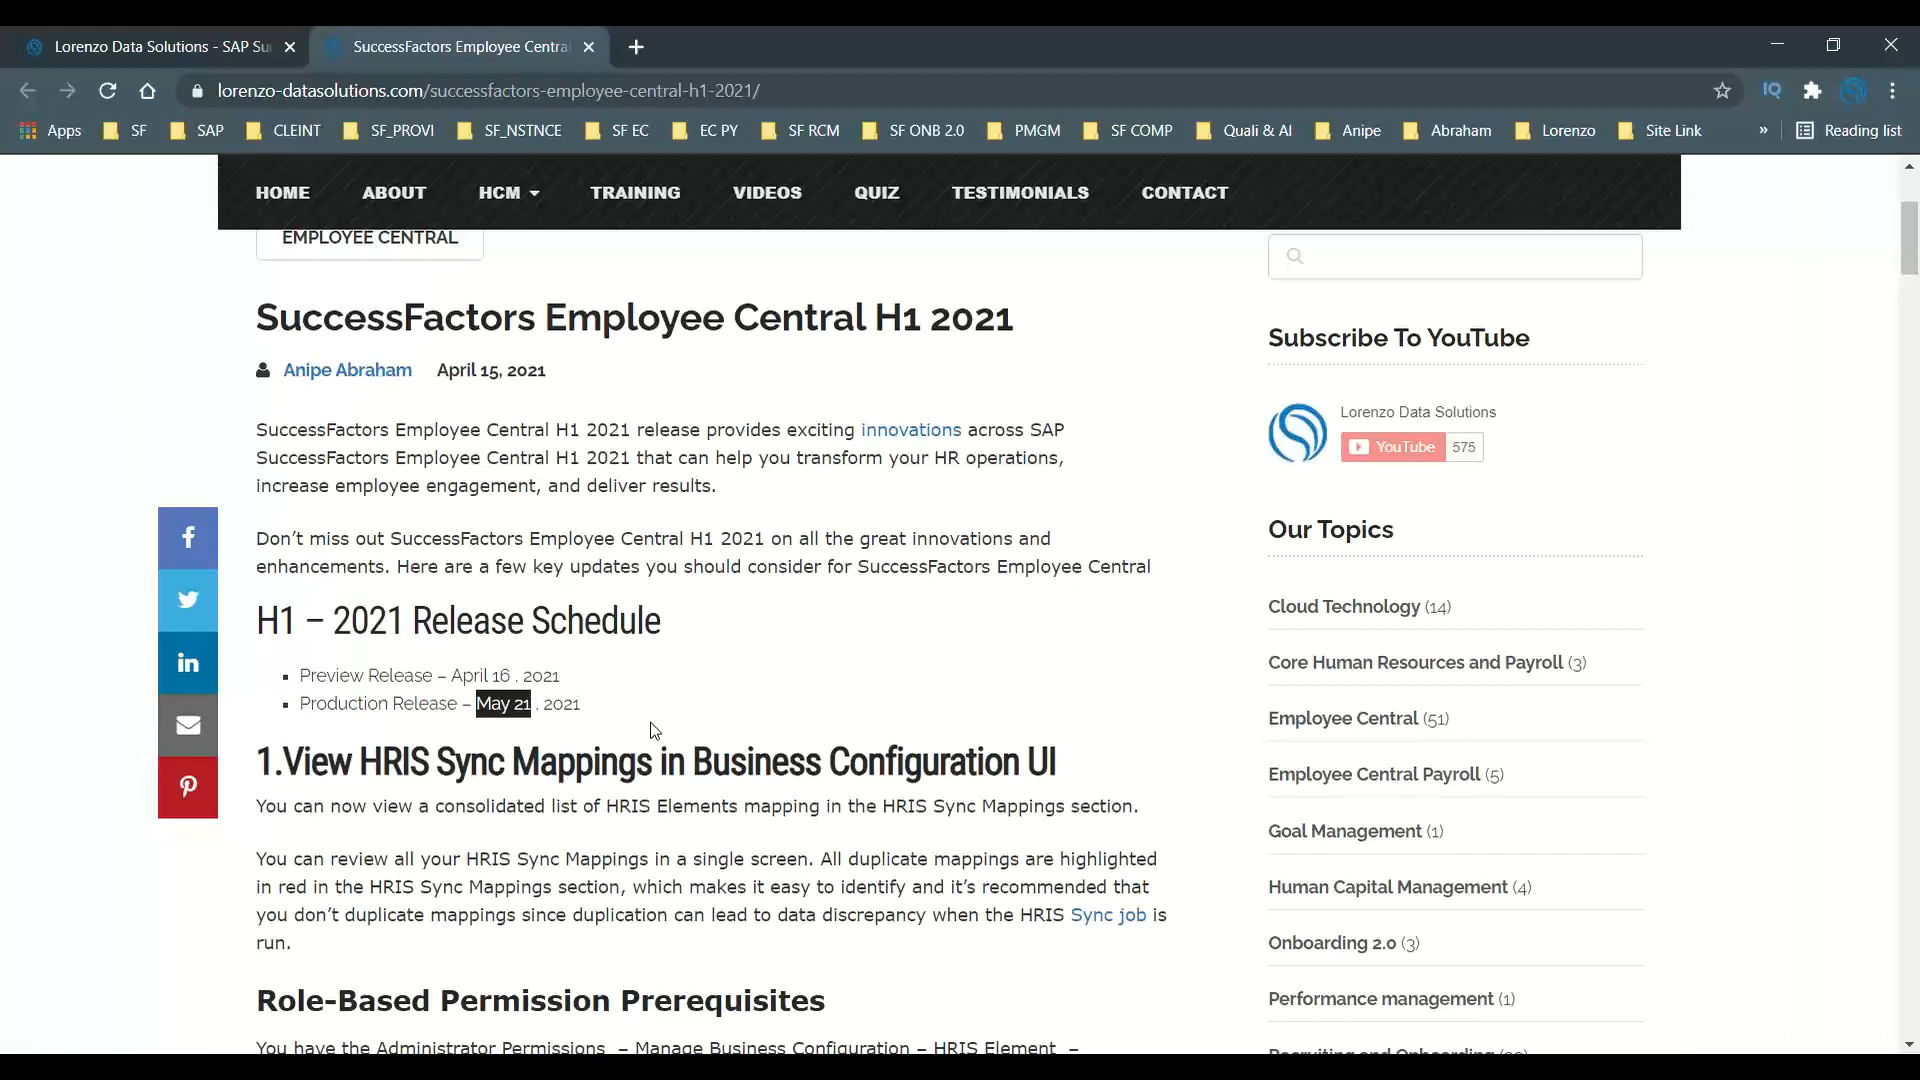 Lorenzo Data Solutions - SAP Su
SuccessFactors Employee Centra
lorenzo-datasolutions.com/successfactors-employee-central-h1-2021/
IQ
Apps SF SAP CLEINT SF_PROVI SF_NSTNCE SF EC EC PY SF RCM SF ONB 2.0 PMGM SF COMP Quali & AI Anipe Abraham Lorenzo Site Link » Reading list
HOME ABOUT HCM TRAINING VIDEOS QUIZ TESTIMONIALS CONTACT
EMPLOYEE CENTRAL
SuccessFactors Employee Central H1 2021
Anipe Abraham April 15, 2021
SuccessFactors Employee Central H1 2021 release provides exciting innovations across SAP
SuccessFactors Employee Central H1 2021 that can help you transform your HR operations,
increase employee engagement, and deliver results.
Don’t miss out SuccessFactors Employee Central H1 2021 on all the great innovations and
enhancements. Here are a few key updates you should consider for SuccessFactors Employee Central
H1 – 2021 Release Schedule
Preview Release – April 16 , 2021
Production Release – May 21 , 2021
1.View HRIS Sync Mappings in Business Configuration UI
You can now view a consolidated list of HRIS Elements mapping in the HRIS Sync Mappings section.
You can review all your HRIS Sync Mappings in a single screen. All duplicate mappings are highlighted
in red in the HRIS Sync Mappings section, which makes it easy to identify and it’s recommended that
you don’t duplicate mappings since duplication can lead to data discrepancy when the HRIS Sync job is
run.
Role-Based Permission Prerequisites
You have the Administrator Permissions – Manage Business Configuration – HRIS Element –
Subscribe To YouTube
Lorenzo Data Solutions
YouTube 575
Our Topics
Cloud Technology (14)
Core Human Resources and Payroll (3)
Employee Central (51)
Employee Central Payroll (5)
Goal Management (1)
Human Capital Management (4)
Onboarding 2.0 (3)
Performance management (1)
Recruiting and Onboarding